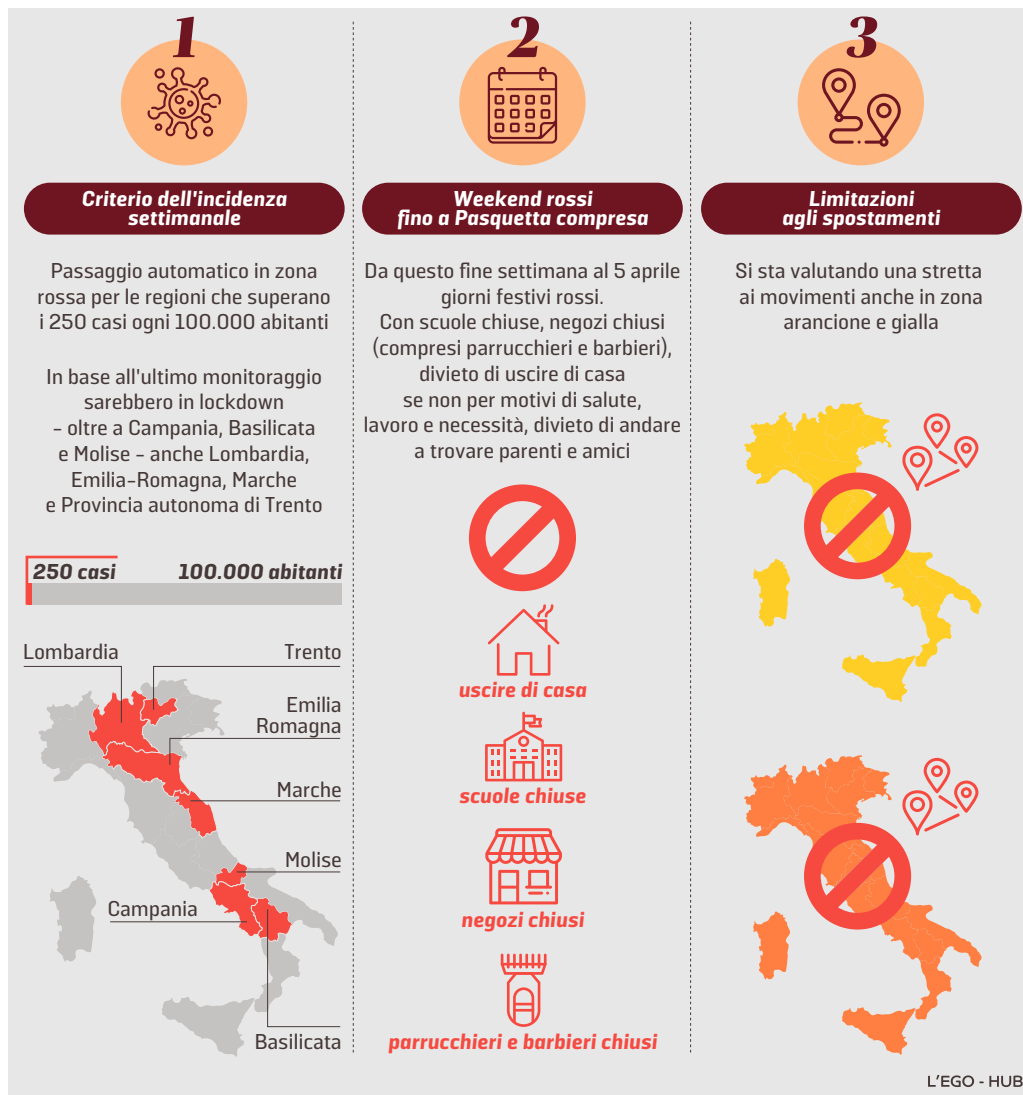 1
Criterio dell'incidenza
settimanale
Passaggio automatico in zona
rossa per le regioni che superano
i 250 casi ogni 100.000 abitanti
In base all'ultimo monitoraggio
sarebbero in lockdown
- oltre a Campania, Basilicata
e Molise - anche Lombardia,
Emilia-Romagna, Marche
e Provincia autonoma di Trento
250 casi
100.000 abitanti
Lombardia
Trento
Emilia
Romagna
Marche
Molise
Campania
Basilicata
2
Weekend rossi
fino a Pasquetta compresa
Da questo fine settimana al 5 aprile
giorni festivi rossi.
Con scuole chiuse, negozi chiusi
(compresi parrucchieri e barbieri),
divieto di uscire di casa
se non per motivi di salute,
lavoro e necessità, divieto di andare
a trovare parenti e amici
uscire di casa
scuole chiuse
negozi chiusi
parrucchieri e barbieri chiusi
3
Limitazioni
agli spostamenti
Si sta valutando una stretta
ai movimenti anche in zona
arancione e gialla
L'EGO - HUB